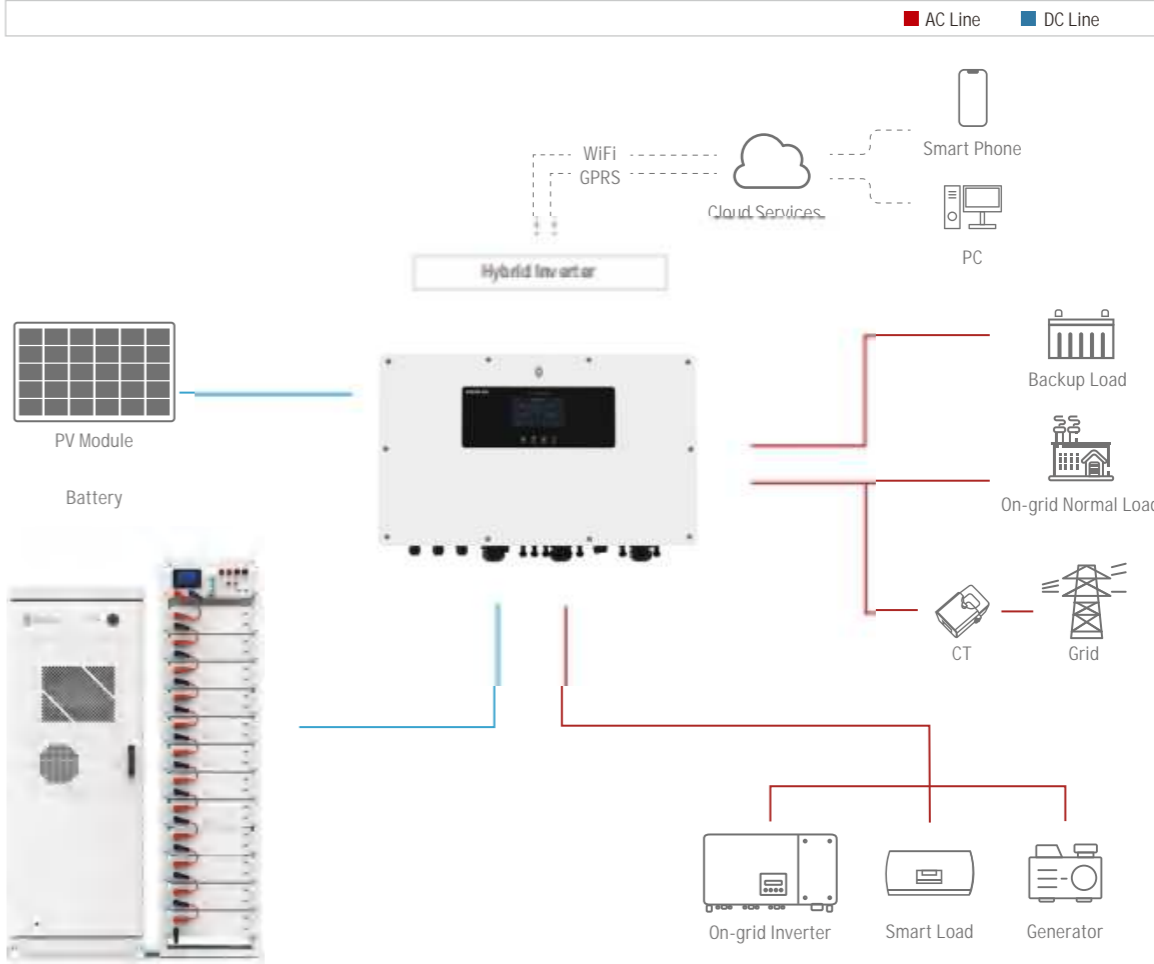 AC Line
DC Line
WiFi
GPRS
Cloud Services
Smart Phone
PC
Hybrid Inverter
PV Module
Battery
Backup Load
On-grid Normal Load
CT
Grid
On-grid Inverter
Smart Load
Generator